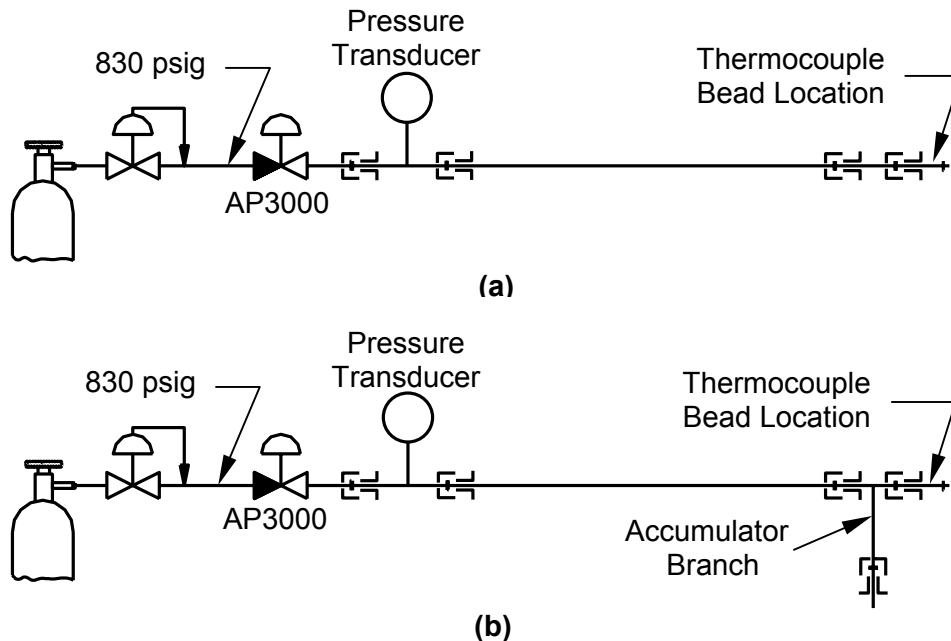 Pressure
Transducer
830 psig
Thermocouple
Bead Location
AP3000
(a)
Pressure
Transducer
830 psig
Thermocouple
Bead Location
AP3000
Accumulator
Branch
(b)